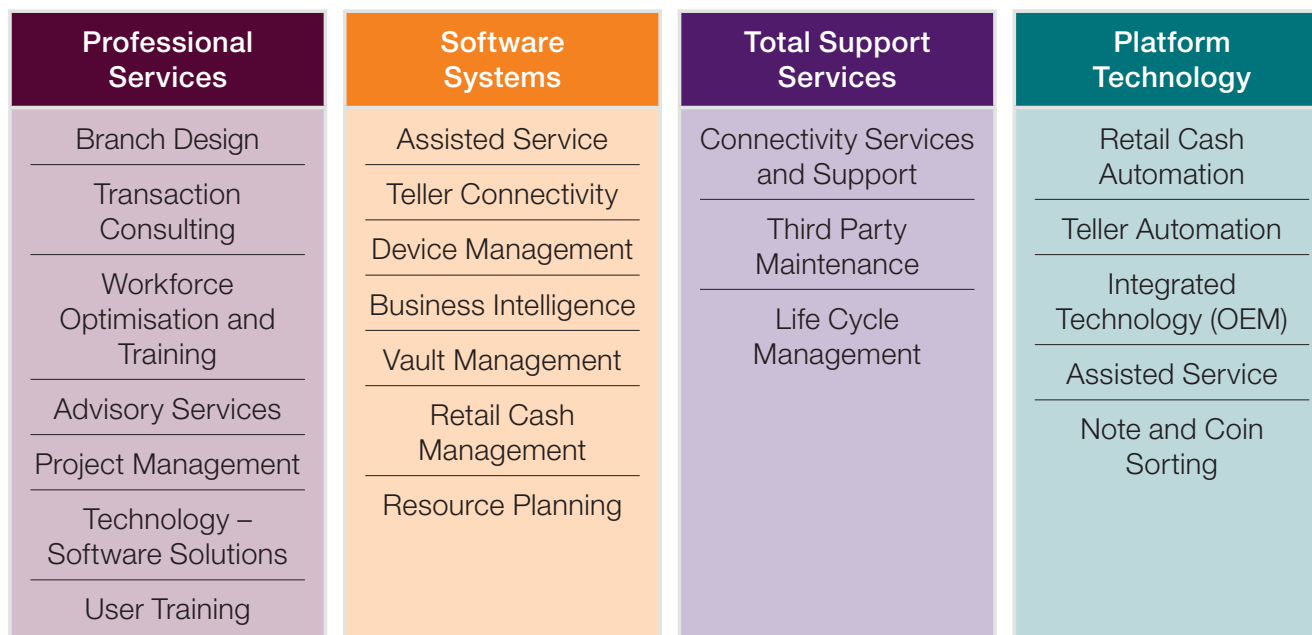 Professional
Services
Branch Design
Transaction
Consulting
Workforce
Optimisation and
Training
Advisory Services
Project Management
Technology –
Software Solutions
User Training
Software
Systems
Assisted Service
Teller Connectivity
Device Management
Business Intelligence
Vault Management
Retail Cash
Management
Resource Planning
Total Support
Services
Connectivity Services
and Support
Third Party
Maintenance
Life Cycle
Management
Platform
Technology
Retail Cash
Automation
Teller Automation
Integrated
Technology (OEM)
Assisted Service
Note and Coin
Sorting